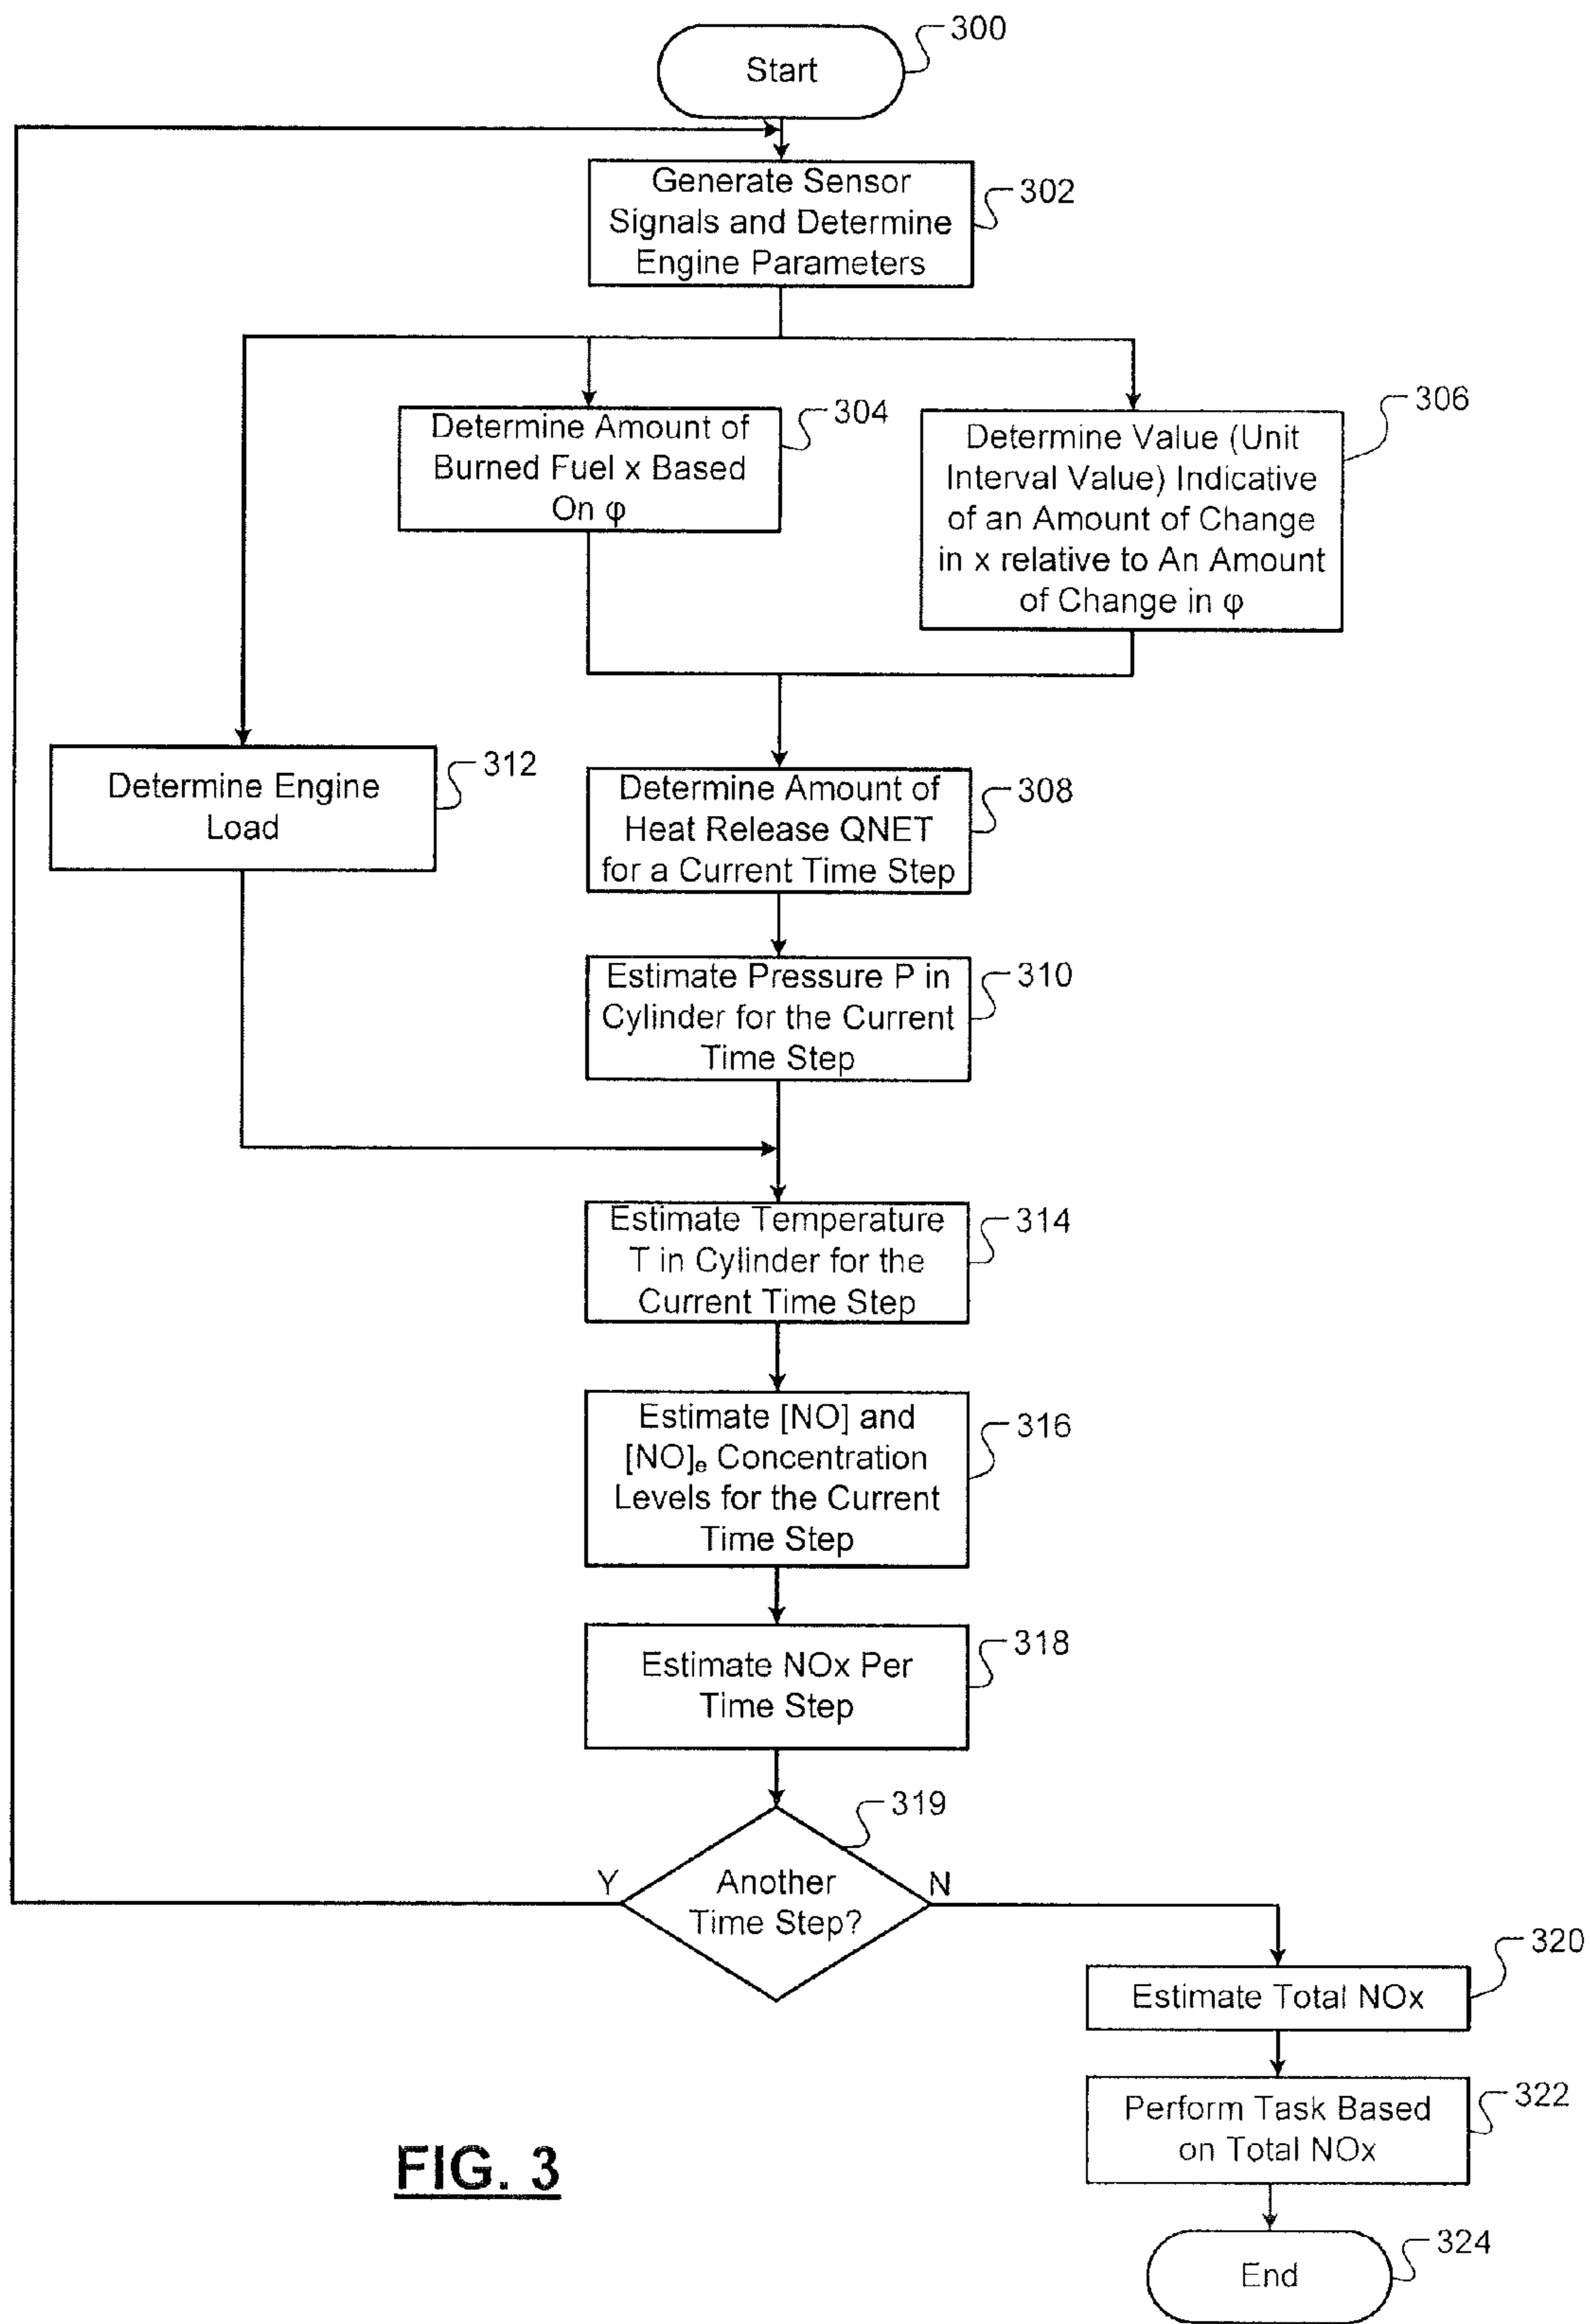 300
Start
Generate Sensor
Signals and Determine
Engine Parameters
302
Determine Amount of
Burned Fuel x Based
On φ
304
Determine Value (Unit
Interval Value) Indicative
of an Amount of Change
in x relative to An Amount
of Change in φ
306
Determine Engine
Load
312
Determine Amount of
Heat Release QNET
for a Current Time Step
308
Estimate Pressure P in
Cylinder for the Current
Time Step
310
Estimate Temperature
T in Cylinder for the
Current Time Step
314
Estimate [NO] and
[NO]ₑ Concentration
Levels for the Current
Time Step
316
Estimate NOx Per
Time Step
318
319
Y
Another
Time Step?
N
320
Estimate Total NOx
Perform Task Based
on Total NOx
322
End
324
FIG. 3